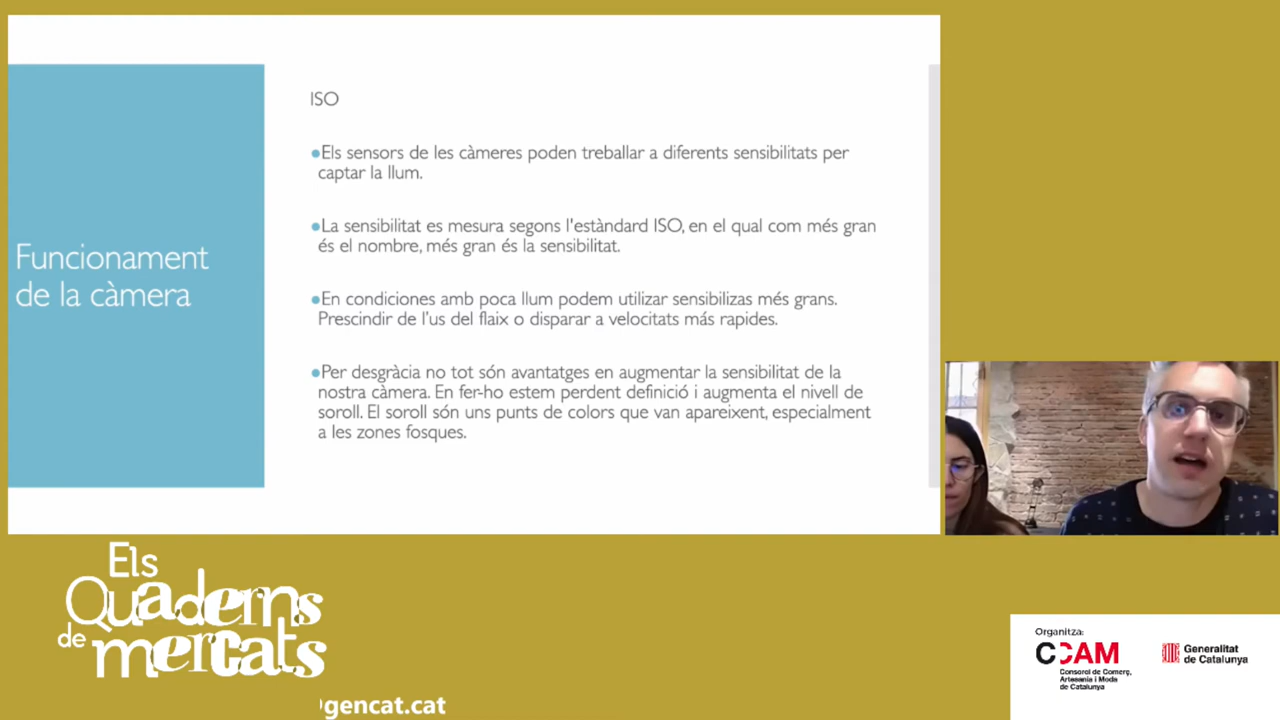 Funcionament
de la càmera
ISO
•Els sensors de les càmeres poden treballar a diferents sensibilitats per
captar la llum.
•La sensibilitat es mesura segons l'estàndard ISO, en el qual com més gran
és el nombre, més gran és la sensibilitat.
•En condiciones amb poca llum podem utilizar sensibilizas més grans.
Prescindir de l'us del flaix o disparar a velocitats más rapides.
•Per desgràcia no tot són avantatges en augmentar la sensibilitat de la
nostra càmera. En fer-ho estem perdent definició i augmenta el nivell de
soroll. El soroll són uns punts de colors que van apareixent, especialment
a les zones fosques.
Els
Quaderns
de mercats
gencat.cat
Organitza:
CCAM
Consorci de Comerç,
Artesania i Moda
de Catalunya
Generalitat
de Catalunya